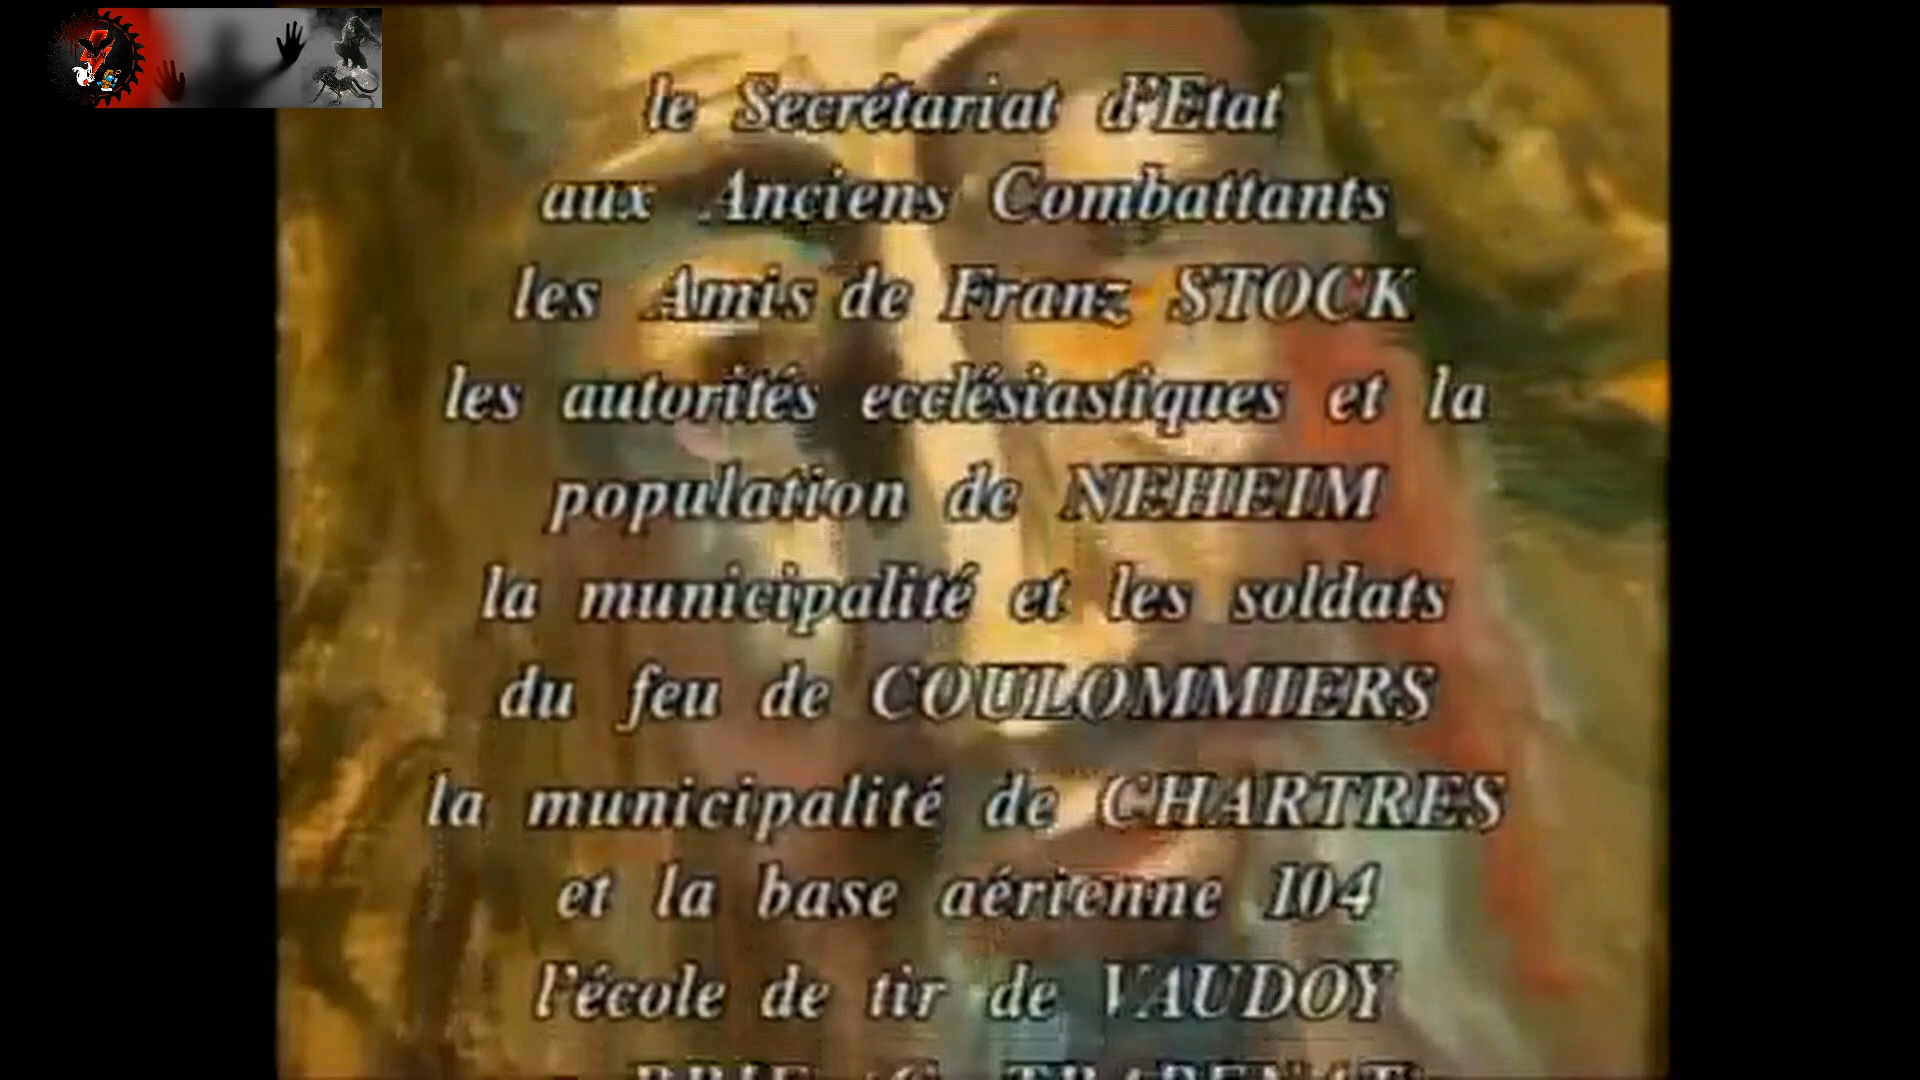 le Secrétariat d'Etat
aux Anciens Combattants
les Amis de Franz STOCK
les autorités ecclésiastiques et la
population de NEHEIM
la municipalité et les soldats
du feu de COULOMMIERS
la municipalité de CHARTRES
et la base aérienne 104
l'école de tir de VAUDOY